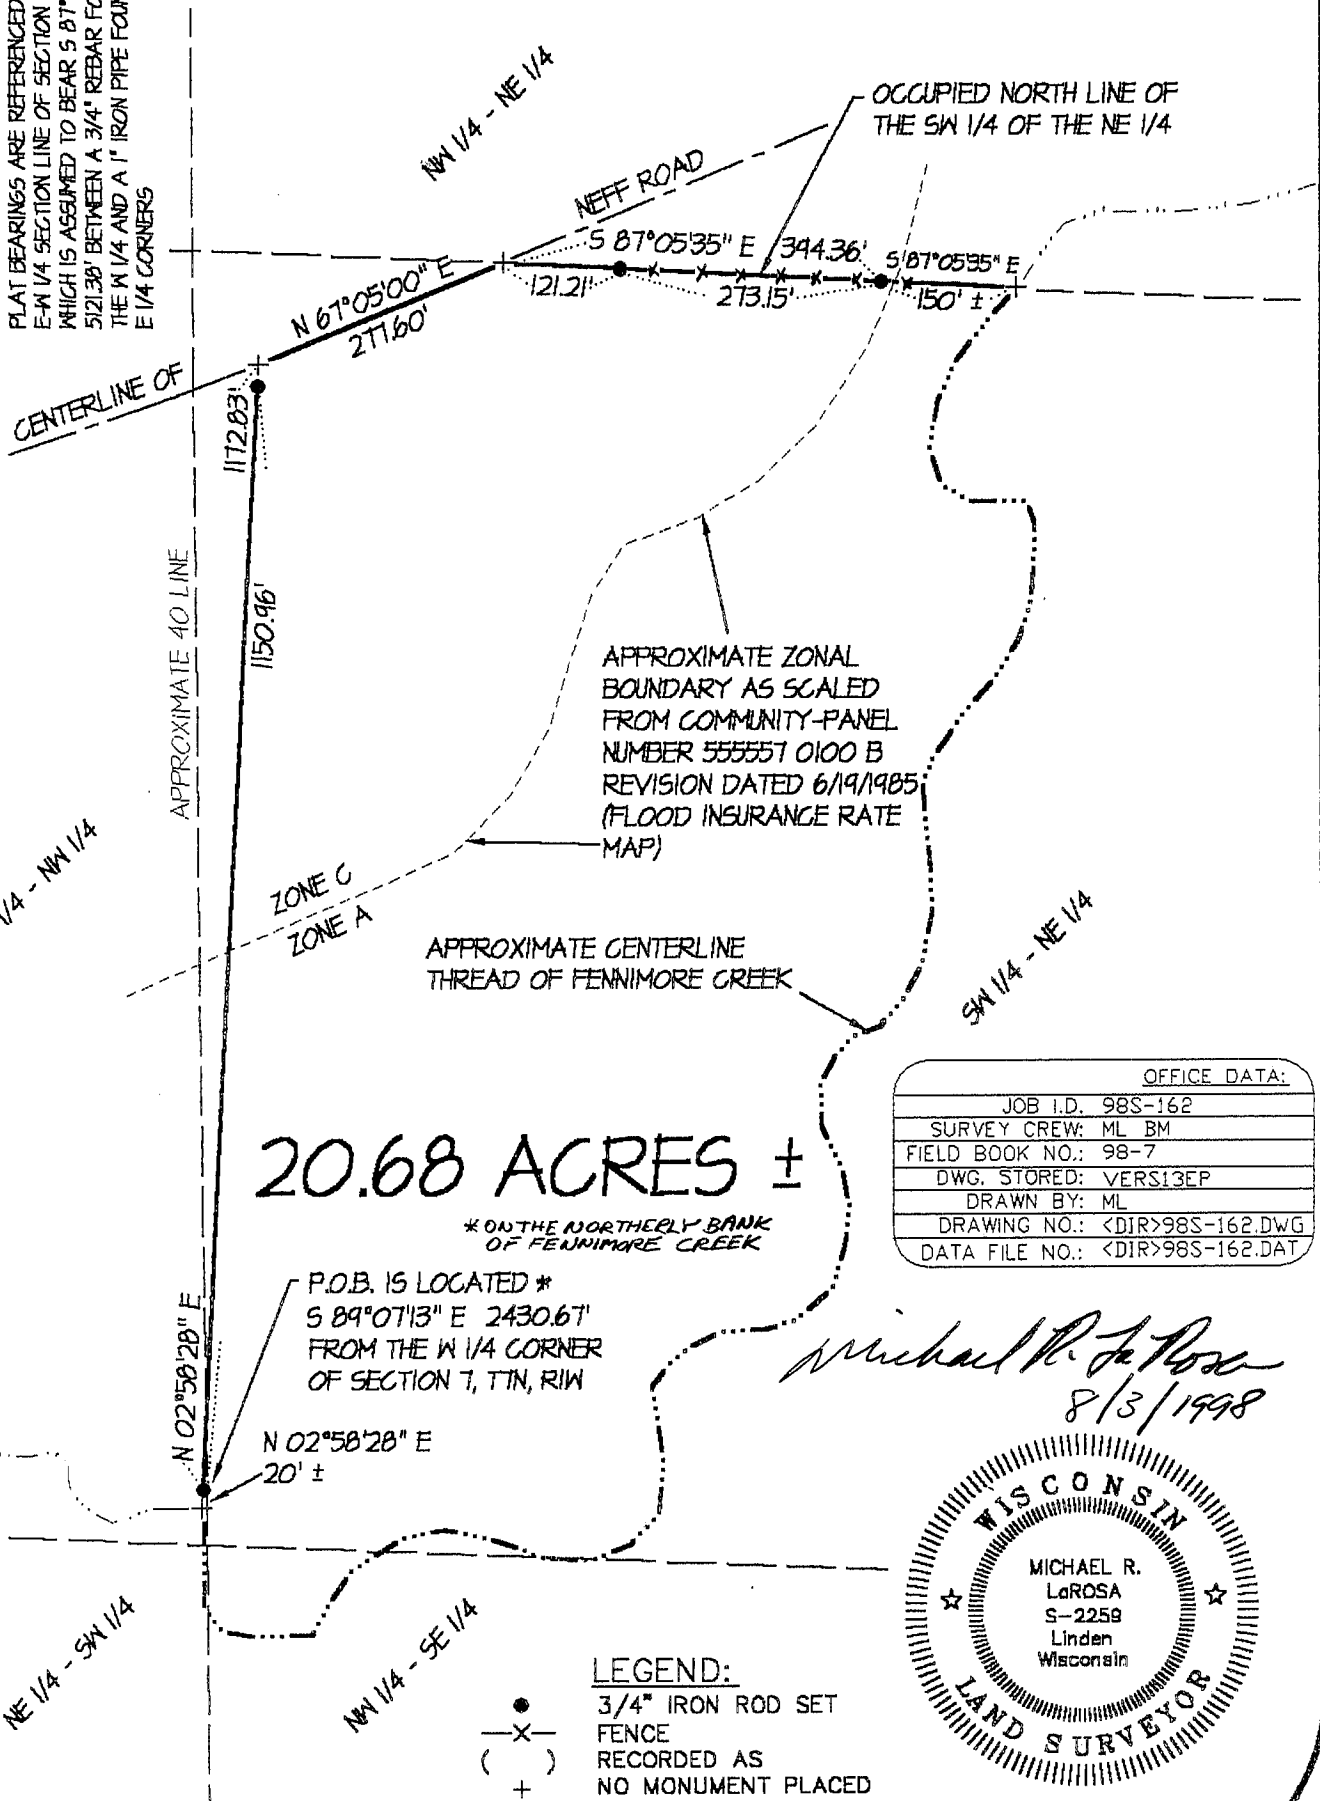 PLAT BEARINGS ARE REFERENCED
E-W 1/4 SECTION LINE OF SECTION
WHICH IS ASSUMED TO BEAR S 87°
5121.38' BETWEEN A 3/4" REBAR
THE W 1/4 AND A 1" IRON PIPE
E 1/4 CORNERS
NW 1/4 - NE 1/4
OCCUPIED NORTH LINE OF
THE SW 1/4 OF THE NE 1/4
NEFF ROAD
S 87°05'35" E 344.36'
S 87°05'35" E
121.21'
273.15'
150' ±
N 67°05'00" E
277.60'
CENTERLINE OF
1172.83'
1150.96'
APPROXIMATE 40 LINE
APPROXIMATE ZONAL
BOUNDARY AS SCALED
FROM COMMUNITY-PANEL
NUMBER 555557 0100 B
REVISION DATED 6/19/1985
(FLOOD INSURANCE RATE
MAP)
1/4 - NW 1/4
ZONE C
ZONE A
APPROXIMATE CENTERLINE
THREAD OF FENNIMORE CREEK
SW 1/4 - NE 1/4
OFFICE DATA:
JOB I.D. 98S-162
SURVEY CREW: ML BM
FIELD BOOK NO.: 98-7
DWG. STORED: VERS13EP
DRAWN BY: ML
DRAWING NO.: <DIR>98S-162.DWG
DATA FILE NO.: <DIR>98S-162.DAT
20.68 ACRES ±
* ON THE NORTHERLY BANK
OF FENNIMORE CREEK
P.O.B. IS LOCATED *
S 89°07'13" E 2430.67'
FROM THE W 1/4 CORNER
OF SECTION 7, T7N, R1W
N 02°58'28" E
N 02°58'28" E
20' ±
Michael R. LaRosa
8/3/1998
WISCONSIN
MICHAEL R.
LaROSA
S-2259
Linden
Wisconsin
LAND SURVEYOR
NE 1/4 - SW 1/4
NW 1/4 - SE 1/4
LEGEND:
3/4" IRON ROD SET
—X— FENCE
( ) RECORDED AS
+ NO MONUMENT PLACED